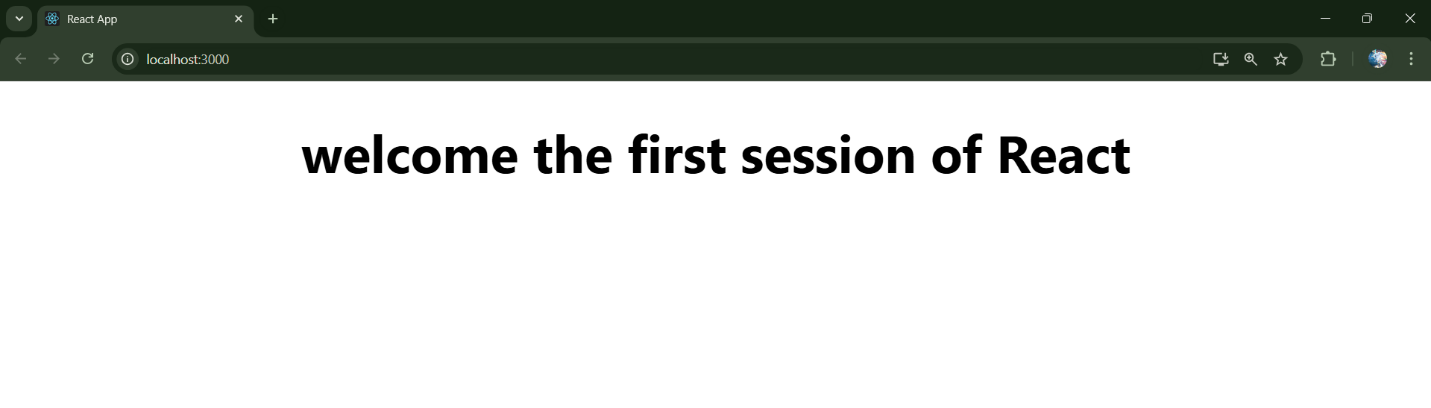 React App
localhost:3000
welcome the first session of React